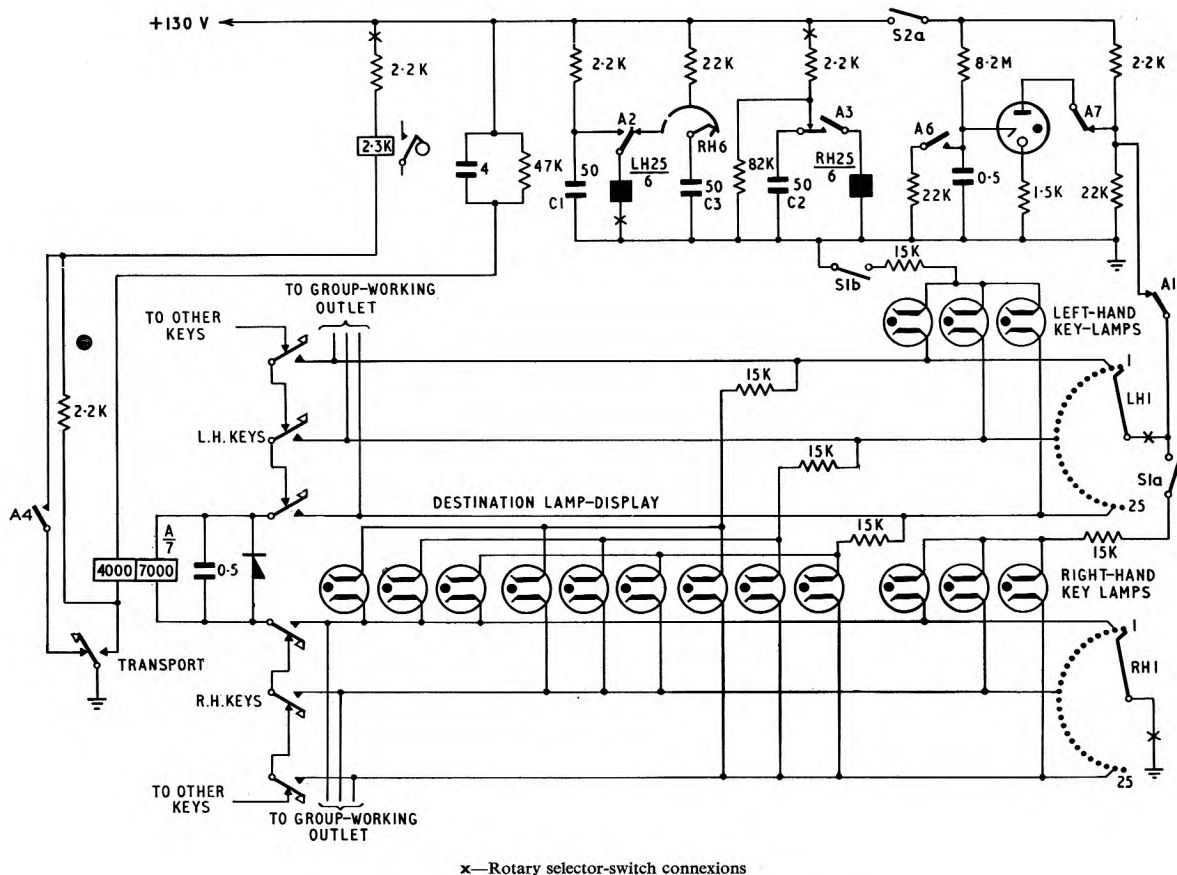 +130 V
S2a
2·2K
2·2K
22K
2·2K
8·2M
2·2K
A2
A3
A6
A7
2·3K
4
47K
50
C1
LH25
6
RH6
50
C3
82K
50
C2
RH25
6
22K
0·5
1·5K
22K
15K
S1b
A1
TO GROUP-WORKING
OUTLET
TO OTHER
KEYS
LEFT-HAND
KEY-LAMPS
15K
1
LH1
2·2K
L.H.KEYS
15K
S1a
DESTINATION LAMP-DISPLAY
25
A4
A
7
15K
15K
4000
7000
0·5
RIGHT-HAND
KEY LAMPS
1
TRANSPORT
RH1
R.H.KEYS
25
TO OTHER
KEYS
TO GROUP-WORKING
OUTLET
x—Rotary selector-switch connexions